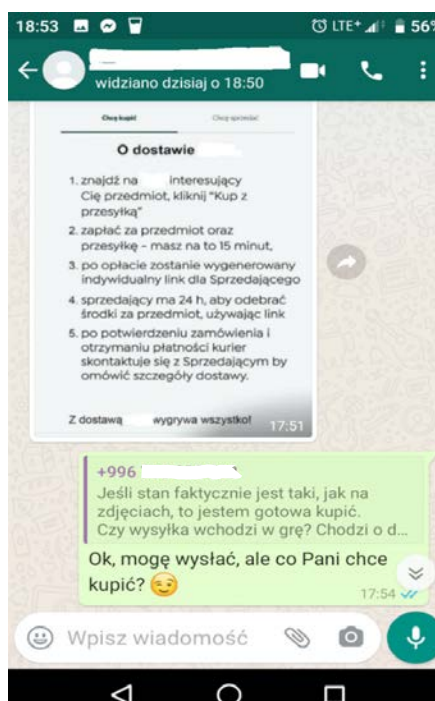 18:53 LTE+ 56%
widziano dzisiaj o 18:50
Chcę kupić Chcę sprzedać
O dostawie
1. znajdź na interesujący
Cię przedmiot, kliknij "Kup z
przesyłką"
2. zapłać za przedmiot oraz
przesyłkę – masz na to 15 minut,
3. po opłacie zostanie wygenerowany
indywidualny link dla Sprzedającego
4. sprzedający ma 24 h, aby odebrać
środki za przedmiot, używając link
5. po potwierdzeniu zamówienia i
otrzymaniu płatności kurier
skontaktuje się z Sprzedającym by
omówić szczegóły dostawy.
Z dostawą wygrywa wszystko!
17:51
+996
Jeśli stan faktycznie jest taki, jak na
zdjęciach, to jestem gotowa kupić.
Czy wysyłka wchodzi w grę? Chodzi o d...
Ok, mogę wysłać, ale co Pani chce
kupić? 😉
17:54
Wpisz wiadomość